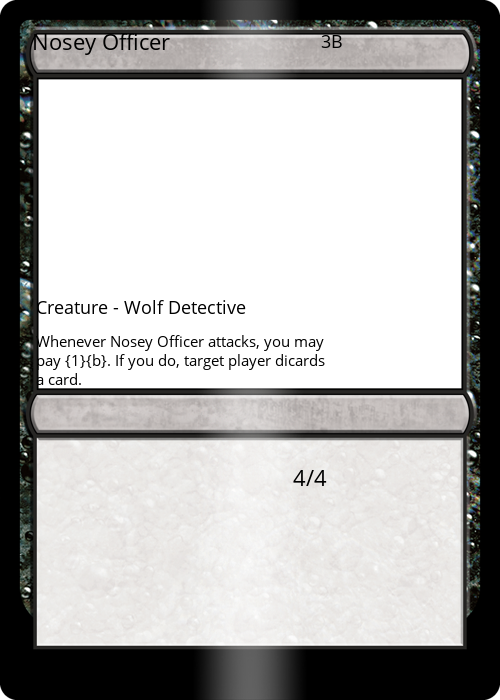 Nosey Officer 3B
Creature - Wolf Detective
Whenever Nosey Officer attacks, you may
pay {1}{b}. If you do, target player dicards
a card.
4/4